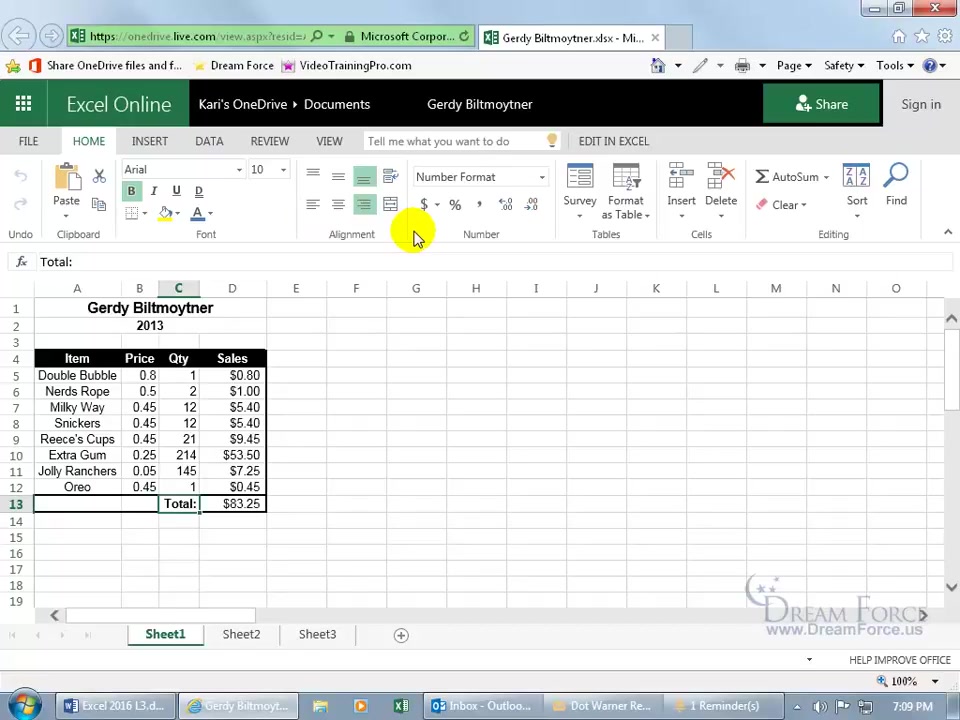 https://onedrive.live.com/view.aspx?resid=
Microsoft Corpor...
Gerdy Biltmoytner.xlsx - Mi...
Share OneDrive files and f...
Dream Force
VideoTrainingPro.com
Page
Safety
Tools
Excel Online
Kari's OneDrive
Documents
Gerdy Biltmoytner
Share
Sign in
FILE
HOME
INSERT
DATA
REVIEW
VIEW
Tell me what you want to do
EDIT IN EXCEL
Paste
Arial
10
B I U D
A
Number Format
$ % ,
Survey
Format as Table
Insert
Delete
AutoSum
Clear
Sort
Find
Undo
Clipboard
Font
Alignment
Number
Tables
Cells
Editing
fx Total:
A B C D E F G H I J K L M N O
1 Gerdy Biltmoytner
2 2013
3
4 Item Price Qty Sales
5 Double Bubble 0.8 1 $0.80
6 Nerds Rope 0.5 2 $1.00
7 Milky Way 0.45 12 $5.40
8 Snickers 0.45 12 $5.40
9 Reece's Cups 0.45 21 $9.45
10 Extra Gum 0.25 214 $53.50
11 Jolly Ranchers 0.05 145 $7.25
12 Oreo 0.45 1 $0.45
13 Total: $83.25
14
15
16
17
18
19
DREAM FORCE
www.DreamForce.us
Sheet1
Sheet2
Sheet3
HELP IMPROVE OFFICE
100%
Excel 2016 L3.d...
Gerdy Biltmoyt...
Inbox - Outloo...
Dot Warner Re...
1 Reminder(s)
7:09 PM